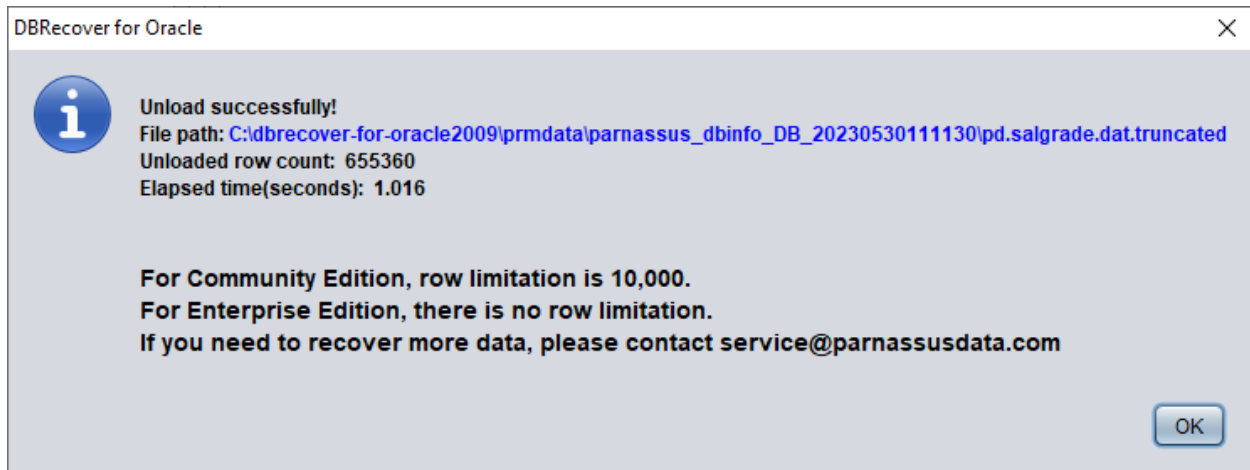 DBRecover for Oracle
Unload successfully!
File path: C:\dbrecover-for-oracle2009\prmdata\parnassus_dbinfo_DB_20230530111130\pd.salgrade.dat.truncated
Unloaded row count: 655360
Elapsed time(seconds): 1.016
For Community Edition, row limitation is 10,000.
For Enterprise Edition, there is no row limitation.
If you need to recover more data, please contact service@parnassusdata.com
OK